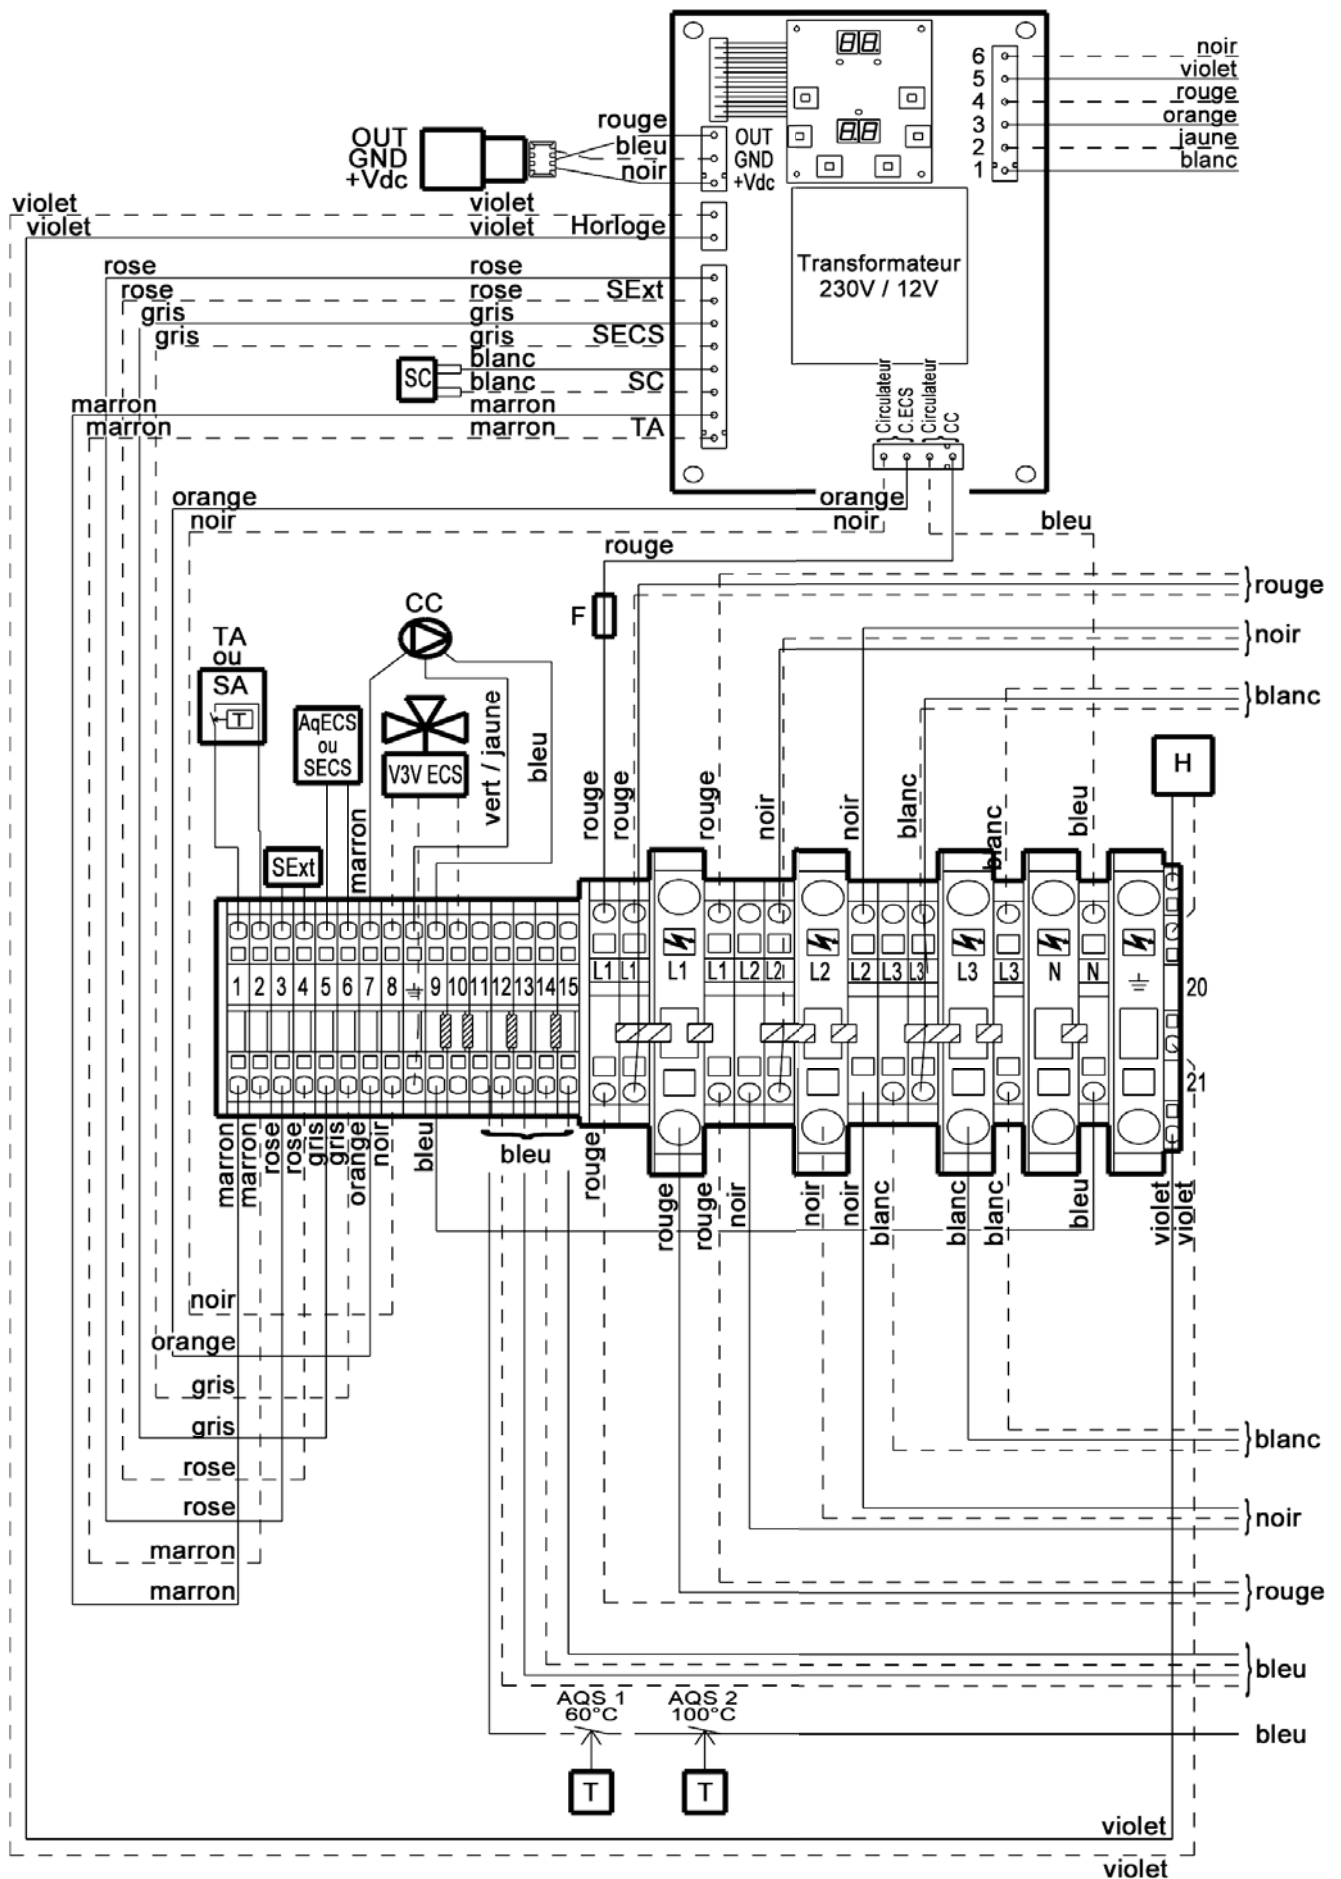 6 noir
5 violet
4 rouge
3 orange
2 jaune
1 blanc
88.
88
OUT
GND
+Vdc
rouge
bleu
noir
OUT
GND
+Vdc
violet violet
violet violet Horloge
Transformateur
230V / 12V
rose rose
rose rose SExt
gris gris
gris gris SECS
blanc
SC blanc SC
marron marron
marron marron TA
Circulateur
C.ECS
Circulateur
CC
orange orange
noir noir
bleu
rouge
rouge
noir
blanc
F
CC
TA
ou
SA
T
AqECS
ou
SECS
V3V ECS
SExt
marron
vert / jaune
bleu
rouge
rouge
rouge
noir
noir
blanc
blanc
bleu
H
1 2 3 4 5 6 7 8 9 10 11 12 13 14 15
L1 L1 L1 L1 L2 L2 L2 L2 L3 L3 L3 L3 N N
20
21
marron
marron
rose
rose
gris
gris
orange
noir
bleu
bleu
rouge
rouge
rouge
noir
noir
noir
blanc
blanc
blanc
bleu
violet
violet
noir
orange
gris
gris
rose
rose
marron
marron
blanc
noir
rouge
bleu
AQS 1
60°C
AQS 2
100°C
bleu
T T
violet
violet